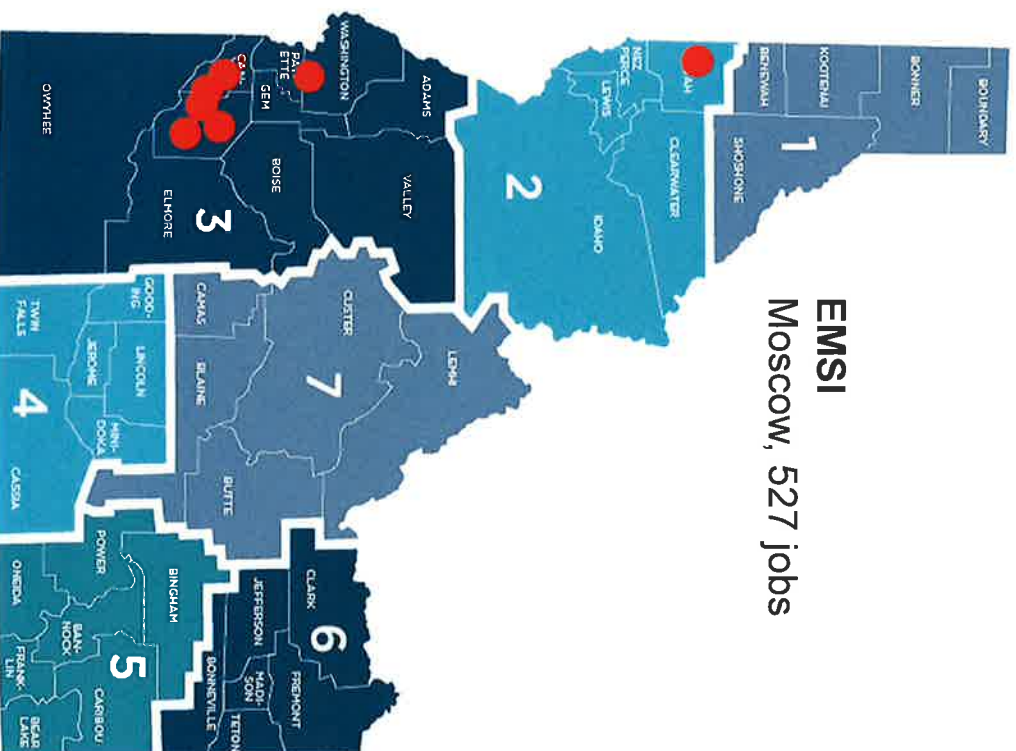 EMSI
Moscow, 527 jobs
BOUNDARY
BONNER
KOOTENAI
BENEWAH
SHOSHONE
1
NEZ
PERCE
LEWIS
CLEARWATER
IDAHO
2
ADAMS
VALLEY
WASHINGTON
ETTE
GEM
BOISE
ELMORE
OWYHEE
3
LEMHI
CUSTER
CAMAS
BLAINE
BUTTE
7
GOOD-
ING
LINCOLN
JEROME
MINI-
DOKA
TWIN
FALLS
CASSIA
4
CLARK
FREMONT
JEFFERSON
MADI-
SON
TETON
BONNEVILLE
6
BINGHAM
POWER
BAN-
NOCK
CARIBOU
ONEIDA
FRANK-
LIN
BEAR
LAKE
5